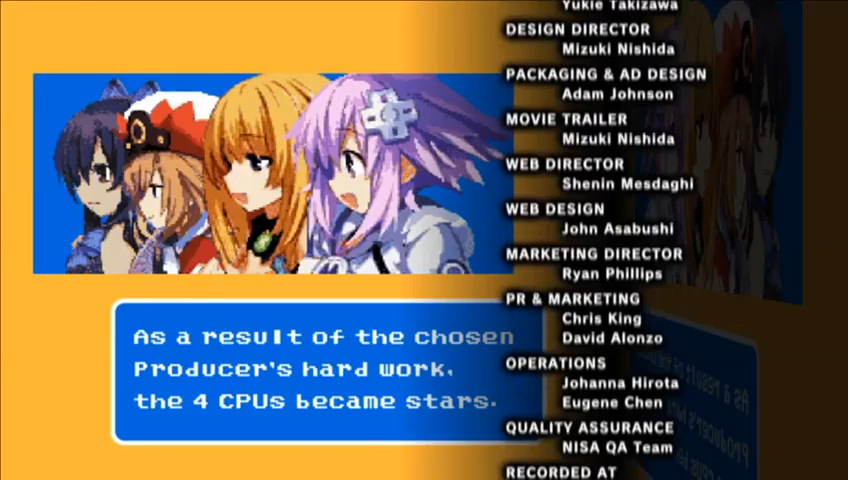 Yukie Takizawa
DESIGN DIRECTOR
Mizuki Nishida
PACKAGING & AD DESIGN
Adam Johnson
MOVIE TRAILER
Mizuki Nishida
WEB DIRECTOR
Shenin Mesdaghi
WEB DESIGN
John Asabushi
MARKETING DIRECTOR
Ryan Phillips
PR & MARKETING
Chris King
David Alonzo
OPERATIONS
Johanna Hirota
Eugene Chen
QUALITY ASSURANCE
NISA QA Team
RECORDED AT
As a result of the chosen
Producer's hard work,
the 4 CPUs became stars.